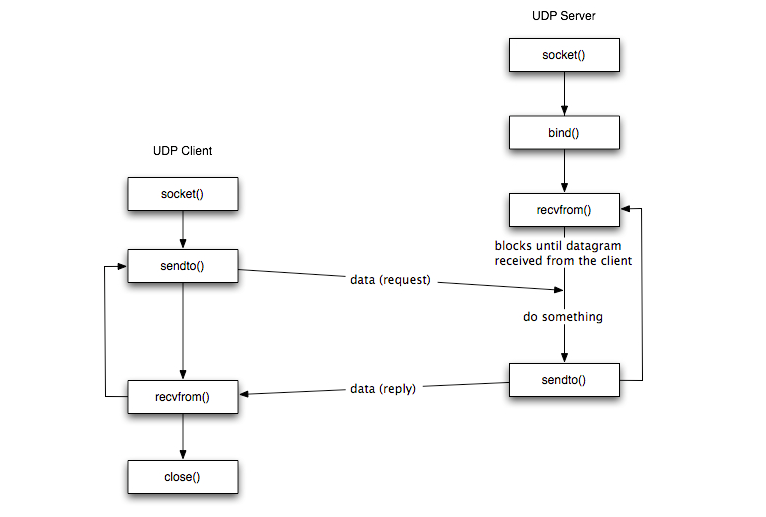 UDP Server
socket()
bind()
UDP Client
socket()
recvfrom()
blocks until datagram
received from the client
sendto()
data (request)
do something
sendto()
data (reply)
recvfrom()
close()